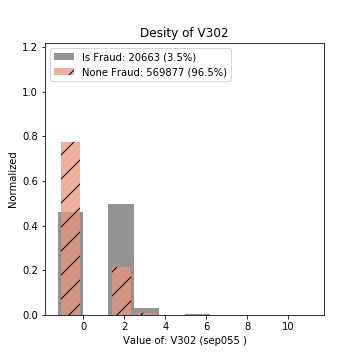 Desity of V302
Is Fraud: 20663 (3.5%)
None Fraud: 569877 (96.5%)
1.2
1.0
0.8
0.6
0.4
0.2
0.0
Normalized
0 2 4 6 8 10
Value of: V302 (sep055 )